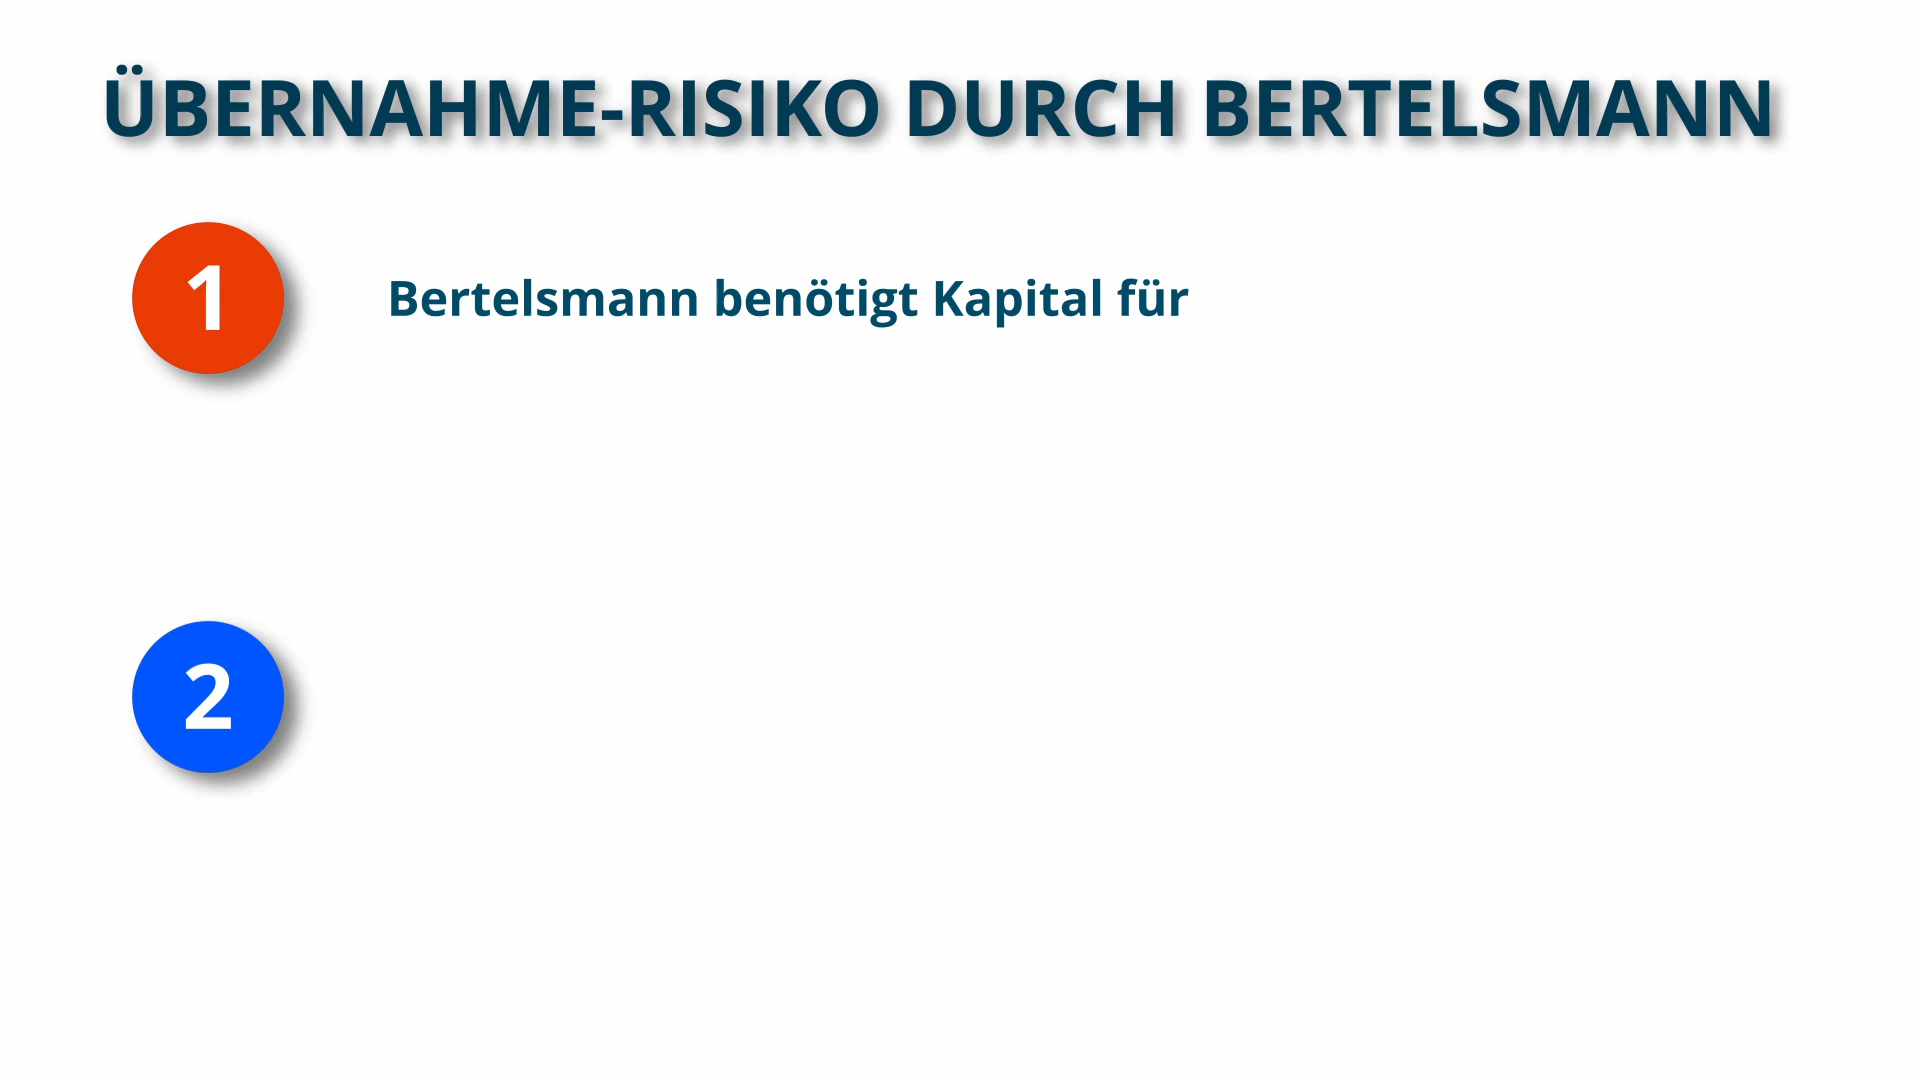 ÜBERNAHME-RISIKO DURCH BERTELSMANN
1
Bertelsmann benötigt Kapital für
2